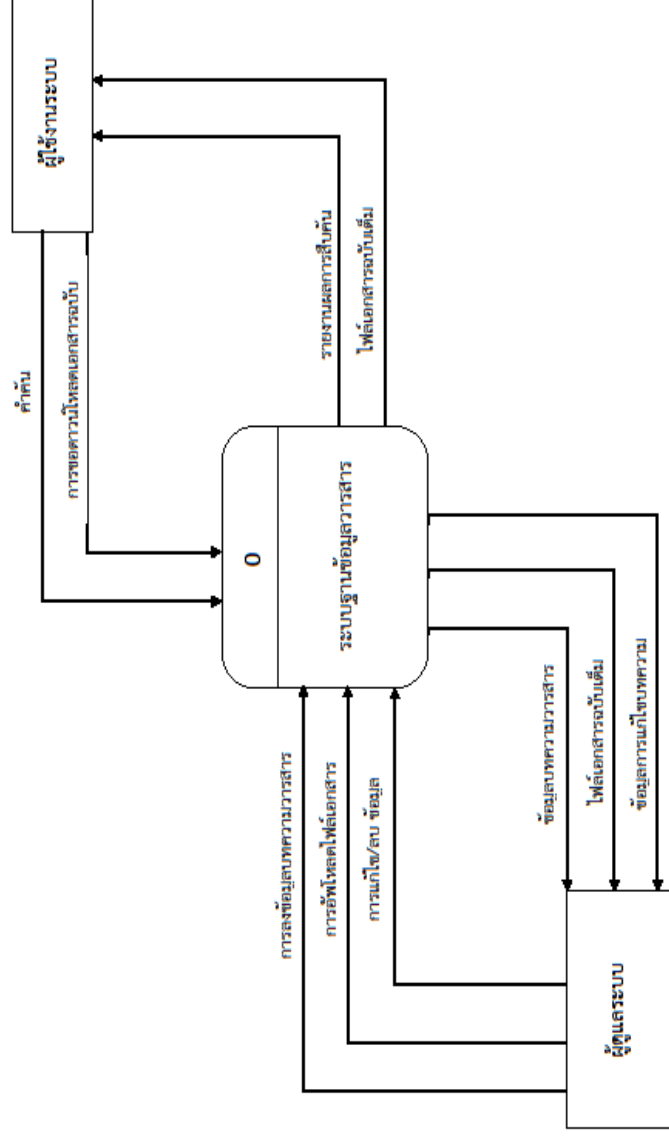 ผู้ใช้งานระบบ
คำค้น
การขอดาวน์โหลดเอกสารฉบับ
รายงานผลการสืบค้น
ไฟล์เอกสารฉบับเต็ม
0
ระบบฐานข้อมูลวารสาร
การลงข้อมูลบทความวารสาร
การอัพโหลดไฟล์เอกสาร
การแก้ไข/ลบ ข้อมูล
ข้อมูลบทความวารสาร
ไฟล์เอกสารฉบับเต็ม
ข้อมูลการแก้ไขบทความ
ผู้ดูแลระบบ